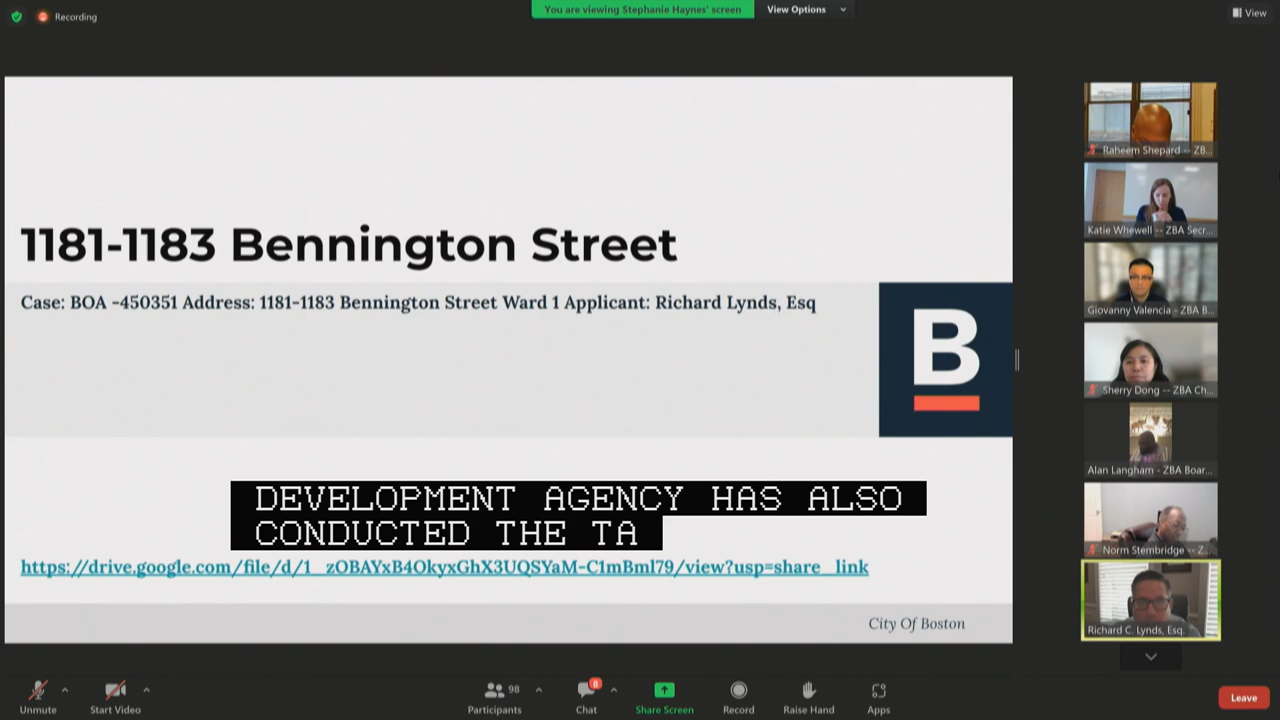 Recording
You are viewing Stephanie Haynes' screen
View Options
View
1181-1183 Bennington Street
Case: BOA -450351 Address: 1181-1183 Bennington Street Ward 1 Applicant: Richard Lynds, Esq
B
DEVELOPMENT AGENCY HAS ALSO
CONDUCTED THE TA
https://drive.google.com/file/d/1_zOBAYxB4OkyxGhX3UQSYaM-C1mBml79/view?usp=share_link
City Of Boston
Raheem Shepard -- ZB...
Katie Whewell -- ZBA Secr...
Giovanny Valencia - ZBA B...
Sherry Dong -- ZBA Ch...
Alan Langham - ZBA Boar...
Norm Stembridge -- Z...
Richard C. Lynds, Esq.
Unmute
Start Video
98
Participants
8
Chat
Share Screen
Record
Raise Hand
Apps
Leave